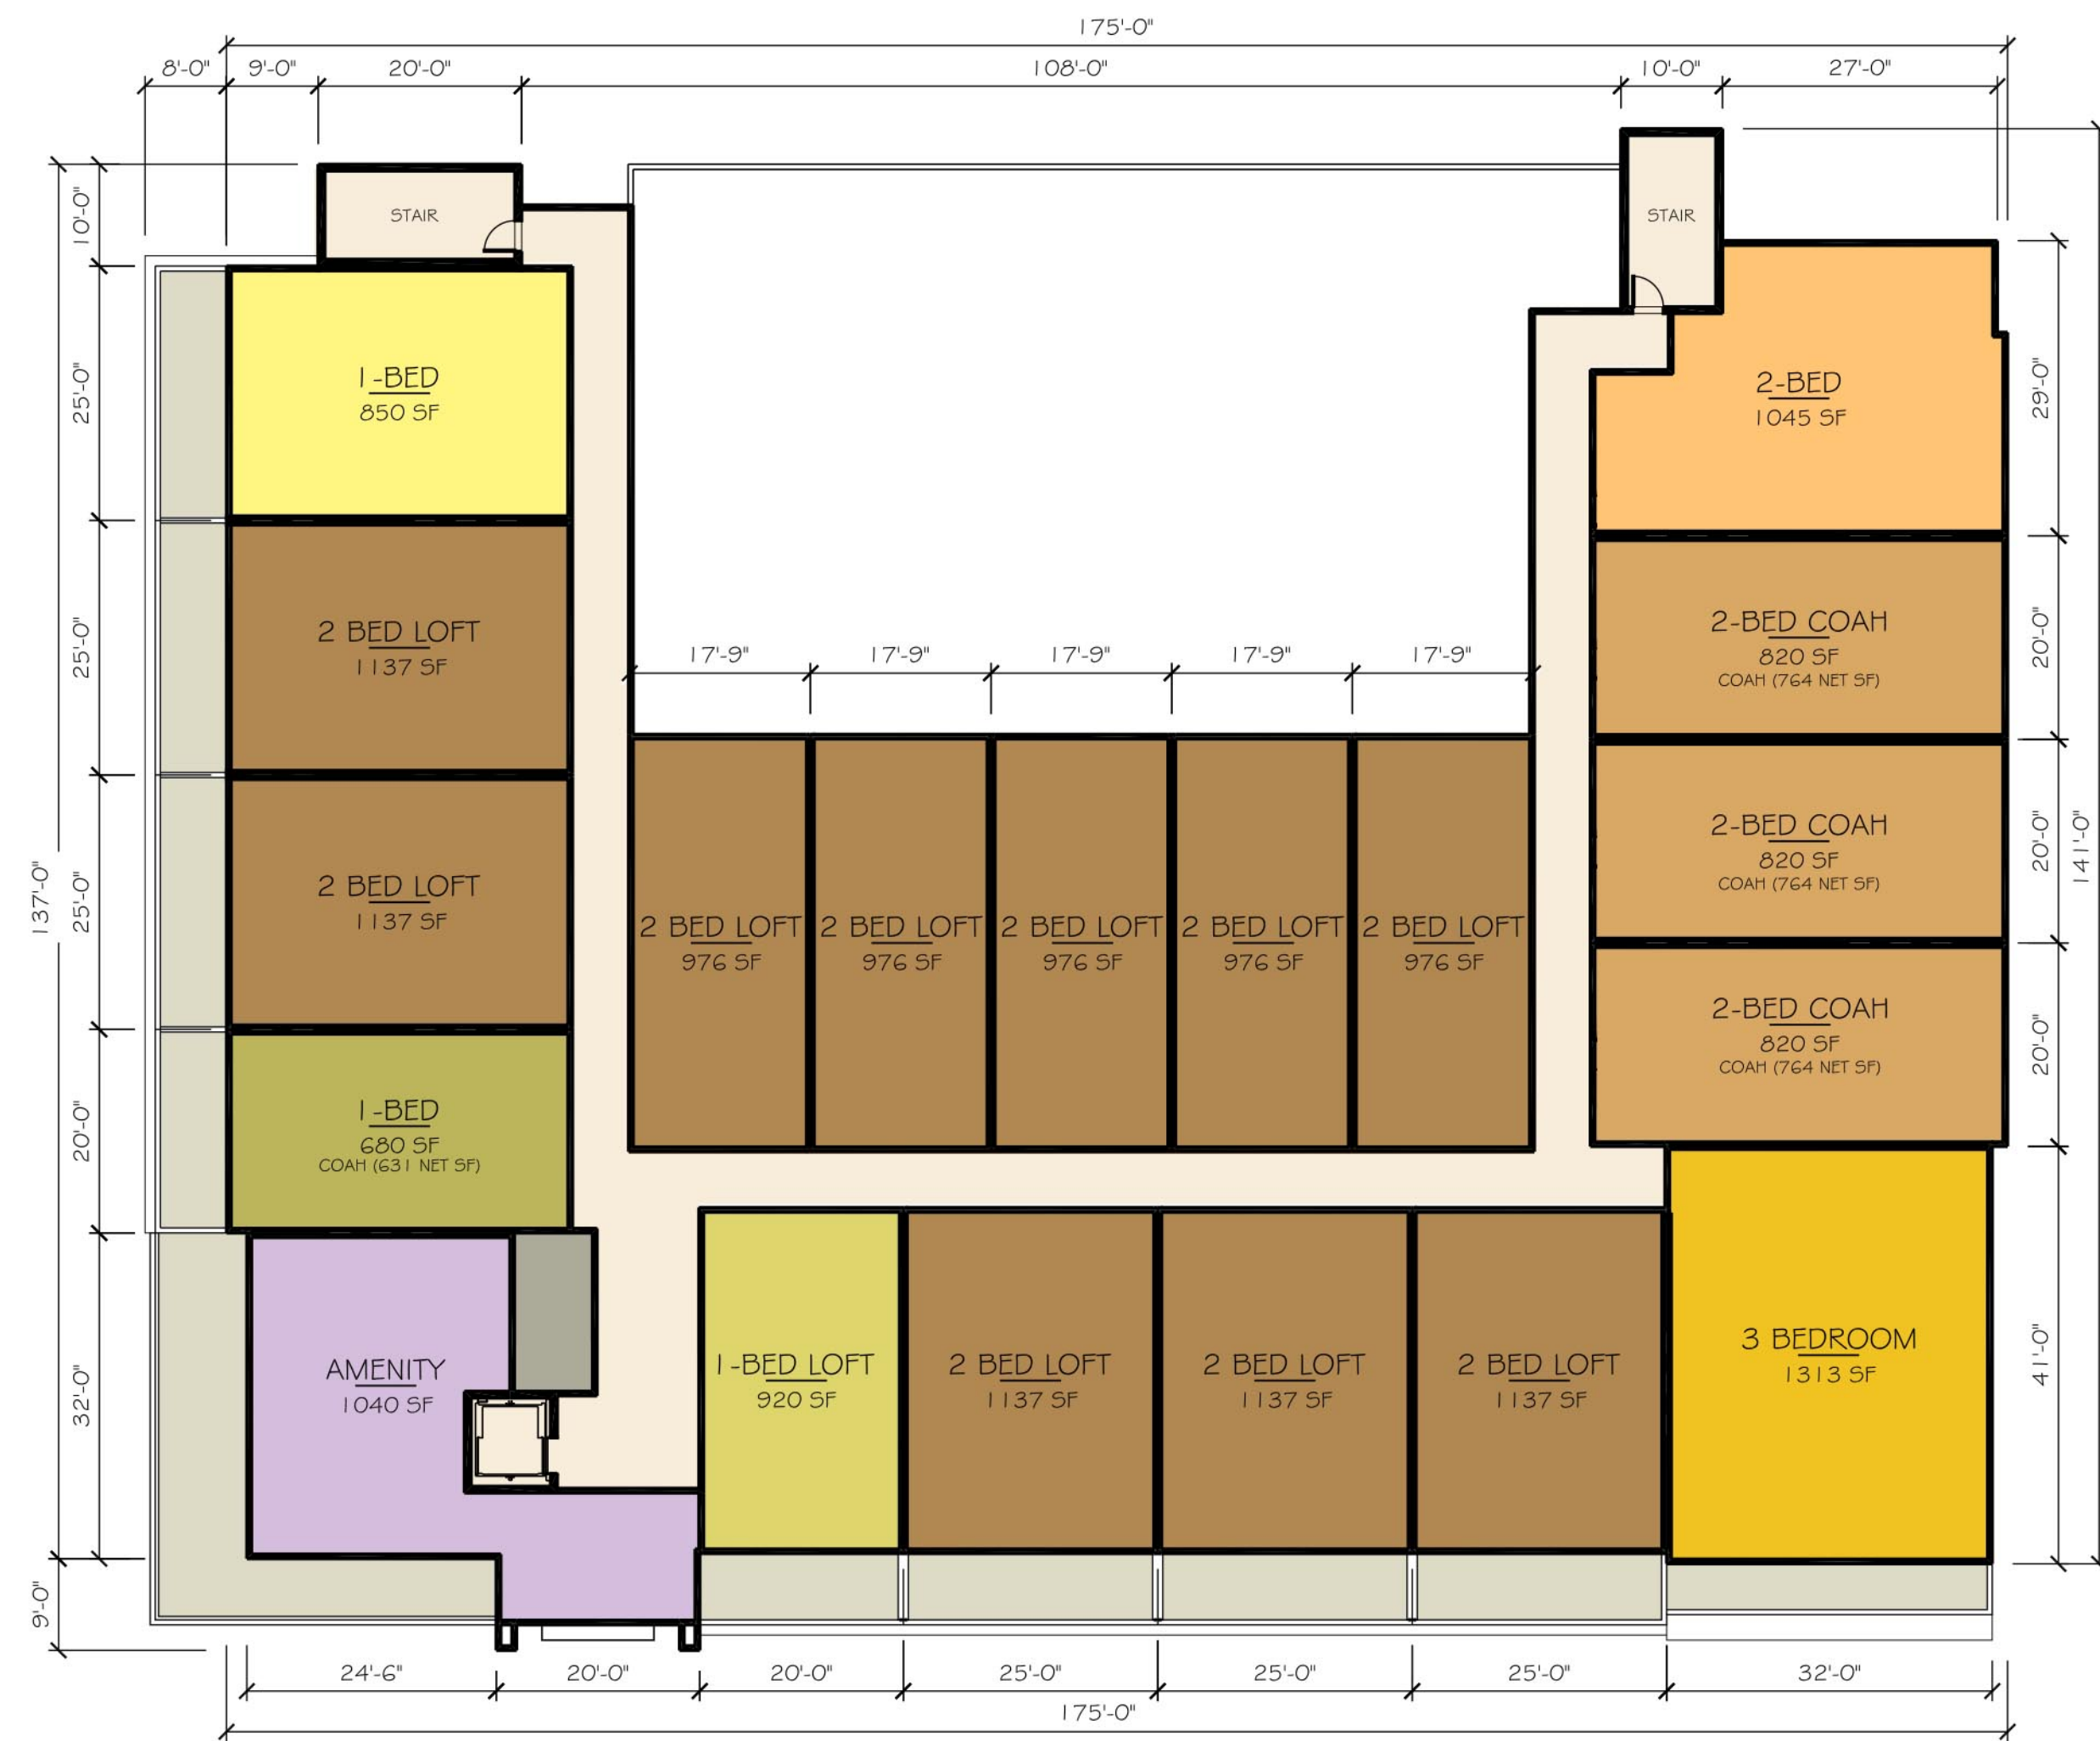 175'-0"
8'-0"
9'-0"
20'-0"
108'-0"
10'-0"
27'-0"
10'-0"
STAIR
STAIR
25'-0"
1-BED
850 SF
2-BED
1045 SF
29'-0"
25'-0"
2 BED LOFT
1137 SF
17'-9"
17'-9"
17'-9"
17'-9"
17'-9"
2-BED COAH
820 SF
COAH (764 NET SF)
20'-0"
137'-0"
25'-0"
2 BED LOFT
1137 SF
2 BED LOFT
976 SF
2 BED LOFT
976 SF
2 BED LOFT
976 SF
2 BED LOFT
976 SF
2 BED LOFT
976 SF
2-BED COAH
820 SF
COAH (764 NET SF)
20'-0"
141'-0"
20'-0"
1-BED
680 SF
COAH (631 NET SF)
2-BED COAH
820 SF
COAH (764 NET SF)
20'-0"
32'-0"
AMENITY
1040 SF
1-BED LOFT
920 SF
2 BED LOFT
1137 SF
2 BED LOFT
1137 SF
2 BED LOFT
1137 SF
3 BEDROOM
1313 SF
41'-0"
9'-0"
24'-6"
20'-0"
20'-0"
25'-0"
25'-0"
25'-0"
32'-0"
175'-0"